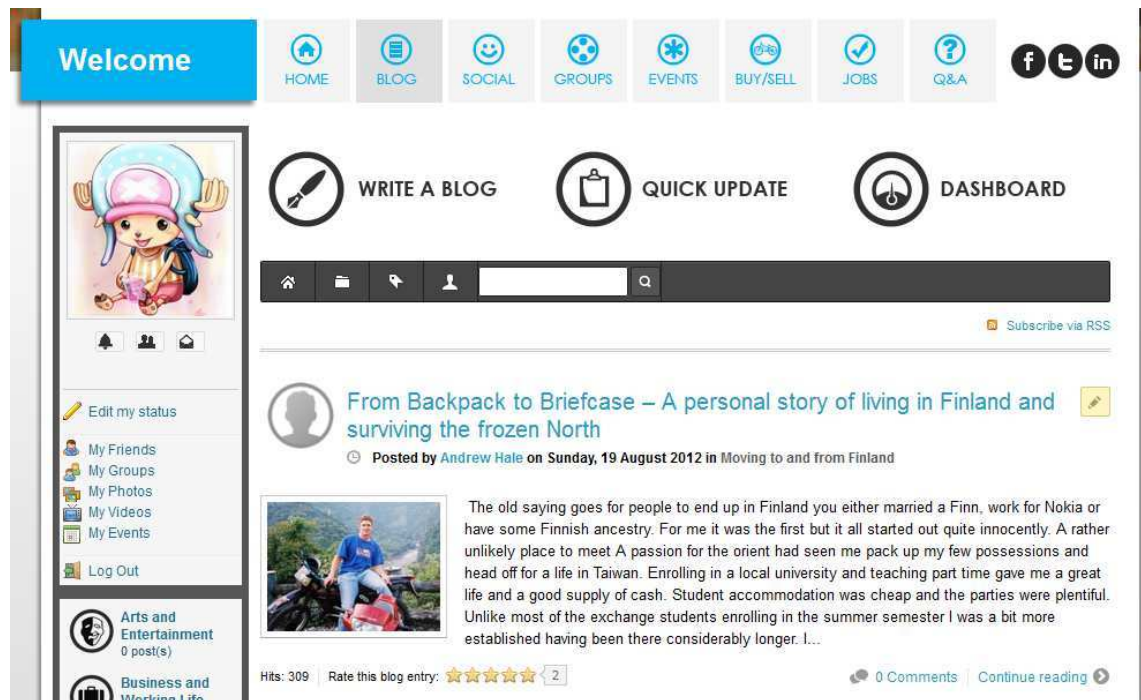 Welcome
HOME
BLOG
SOCIAL
GROUPS
EVENTS
BUY/SELL
JOBS
Q&A
WRITE A BLOG
QUICK UPDATE
DASHBOARD
Subscribe via RSS
Edit my status
My Friends
My Groups
My Photos
My Videos
My Events
Log Out
Arts and
Entertainment
0 post(s)
Business and
Working Life
From Backpack to Briefcase – A personal story of living in Finland and
surviving the frozen North
Posted by Andrew Hale on Sunday, 19 August 2012 in Moving to and from Finland
The old saying goes for people to end up in Finland you either married a Finn, work for Nokia or
have some Finnish ancestry. For me it was the first but it all started out quite innocently. A rather
unlikely place to meet A passion for the orient had seen me pack up my few possessions and
head off for a life in Taiwan. Enrolling in a local university and teaching part time gave me a great
life and a good supply of cash. Student accommodation was cheap and the parties were plentiful.
Unlike most of the exchange students enrolling in the summer semester I was a bit more
established having been there considerably longer. I...
Hits: 309 Rate this blog entry: 2
0 Comments Continue reading